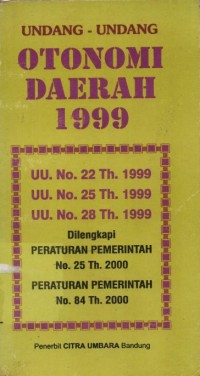 UNDANG - UNDANG
OTONOMI
DAERAH
1999
UU. No. 22 Th. 1999
UU. No. 25 Th. 1999
UU. No. 28 Th. 1999
Dilengkapi
PERATURAN PEMERINTAH
No. 25 Th. 2000
PERATURAN PEMERINTAH
No. 84 Th. 2000
Penerbit CITRA UMBARA Bandung